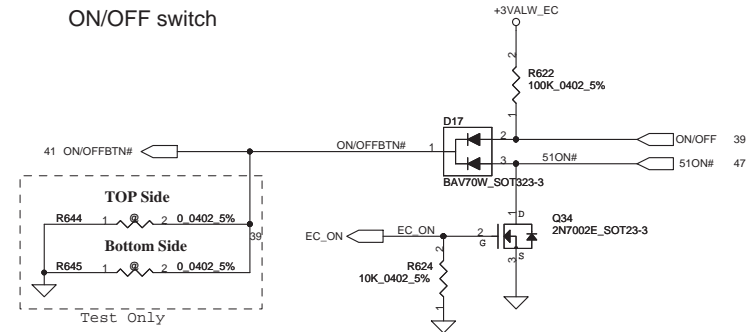 ON/OFF switch
+3VALW_EC
2
R622
100K_0402_5%
1
D17
41 ON/OFFBTN#
ON/OFFBTN#
1
2
ON/OFF 39
3
51ON#
51ON# 47
BAV70W_SOT323-3
TOP Side
R644 1 @ 2 0_0402_5%
39
Bottom Side
R645 1 @ 2 0_0402_5%
Test Only
EC_ON
EC_ON
2
G
1
D
S
3
Q34
2N7002E_SOT23-3
2
R624
10K_0402_5%
1